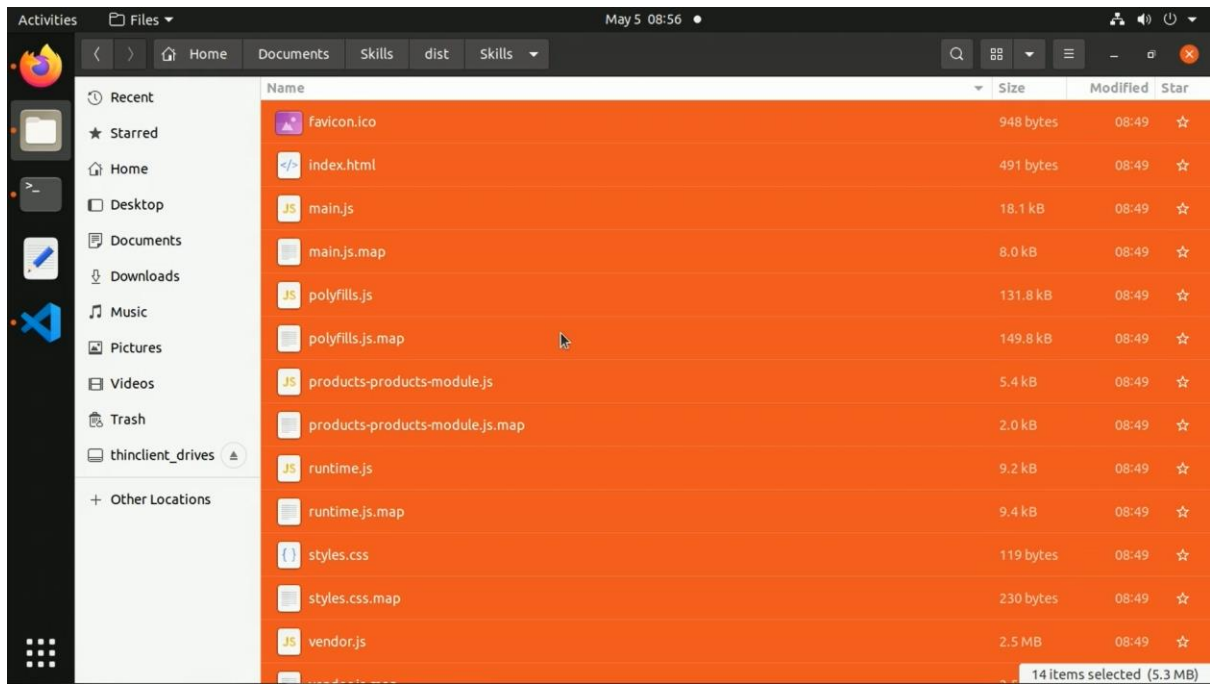 Activities Files May 5 08:56
Home Documents Skills dist Skills
Name Size Modified Star
Recent
Starred
Home
Desktop
Documents
Downloads
Music
Pictures
Videos
Trash
thinclient_drives
+ Other Locations
favicon.ico 948 bytes 08:49
index.html 491 bytes 08:49
JS main.js 18.1 kB 08:49
main.js.map 8.0 kB 08:49
JS polyfills.js 131.8 kB 08:49
polyfills.js.map 149.8 kB 08:49
JS products-products-module.js 5.4 kB 08:49
products-products-module.js.map 2.0 kB 08:49
JS runtime.js 9.2 kB 08:49
runtime.js.map 9.4 kB 08:49
styles.css 119 bytes 08:49
styles.css.map 230 bytes 08:49
JS vendor.js 2.5 MB 08:49
14 items selected (5.3 MB)